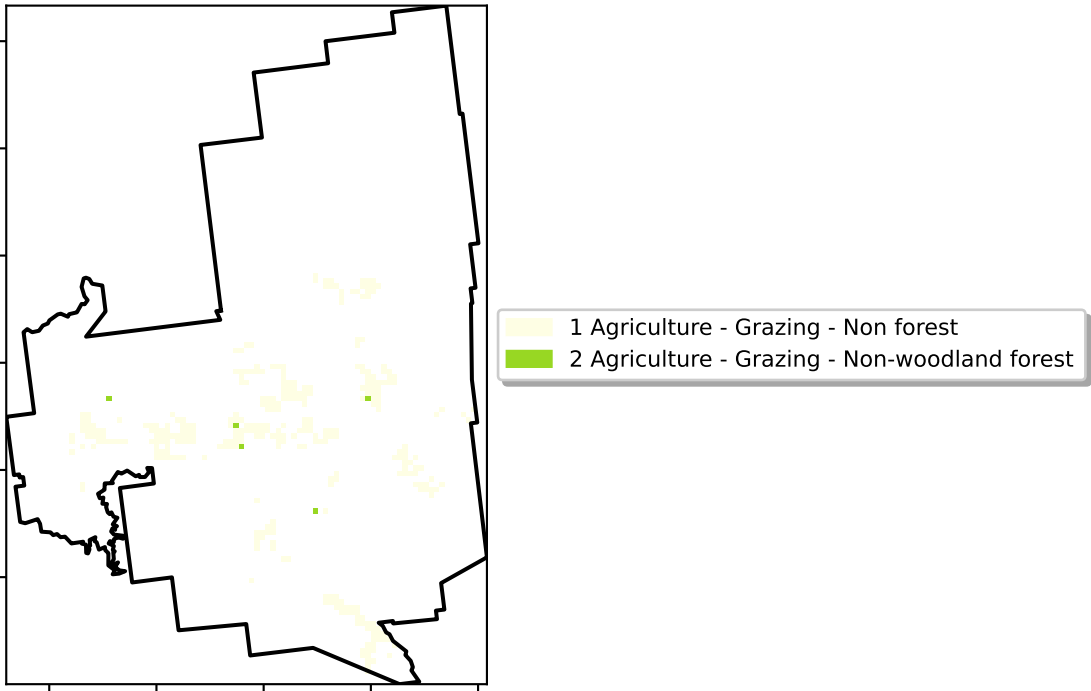 1 Agriculture - Grazing - Non forest
2 Agriculture - Grazing - Non-woodland forest